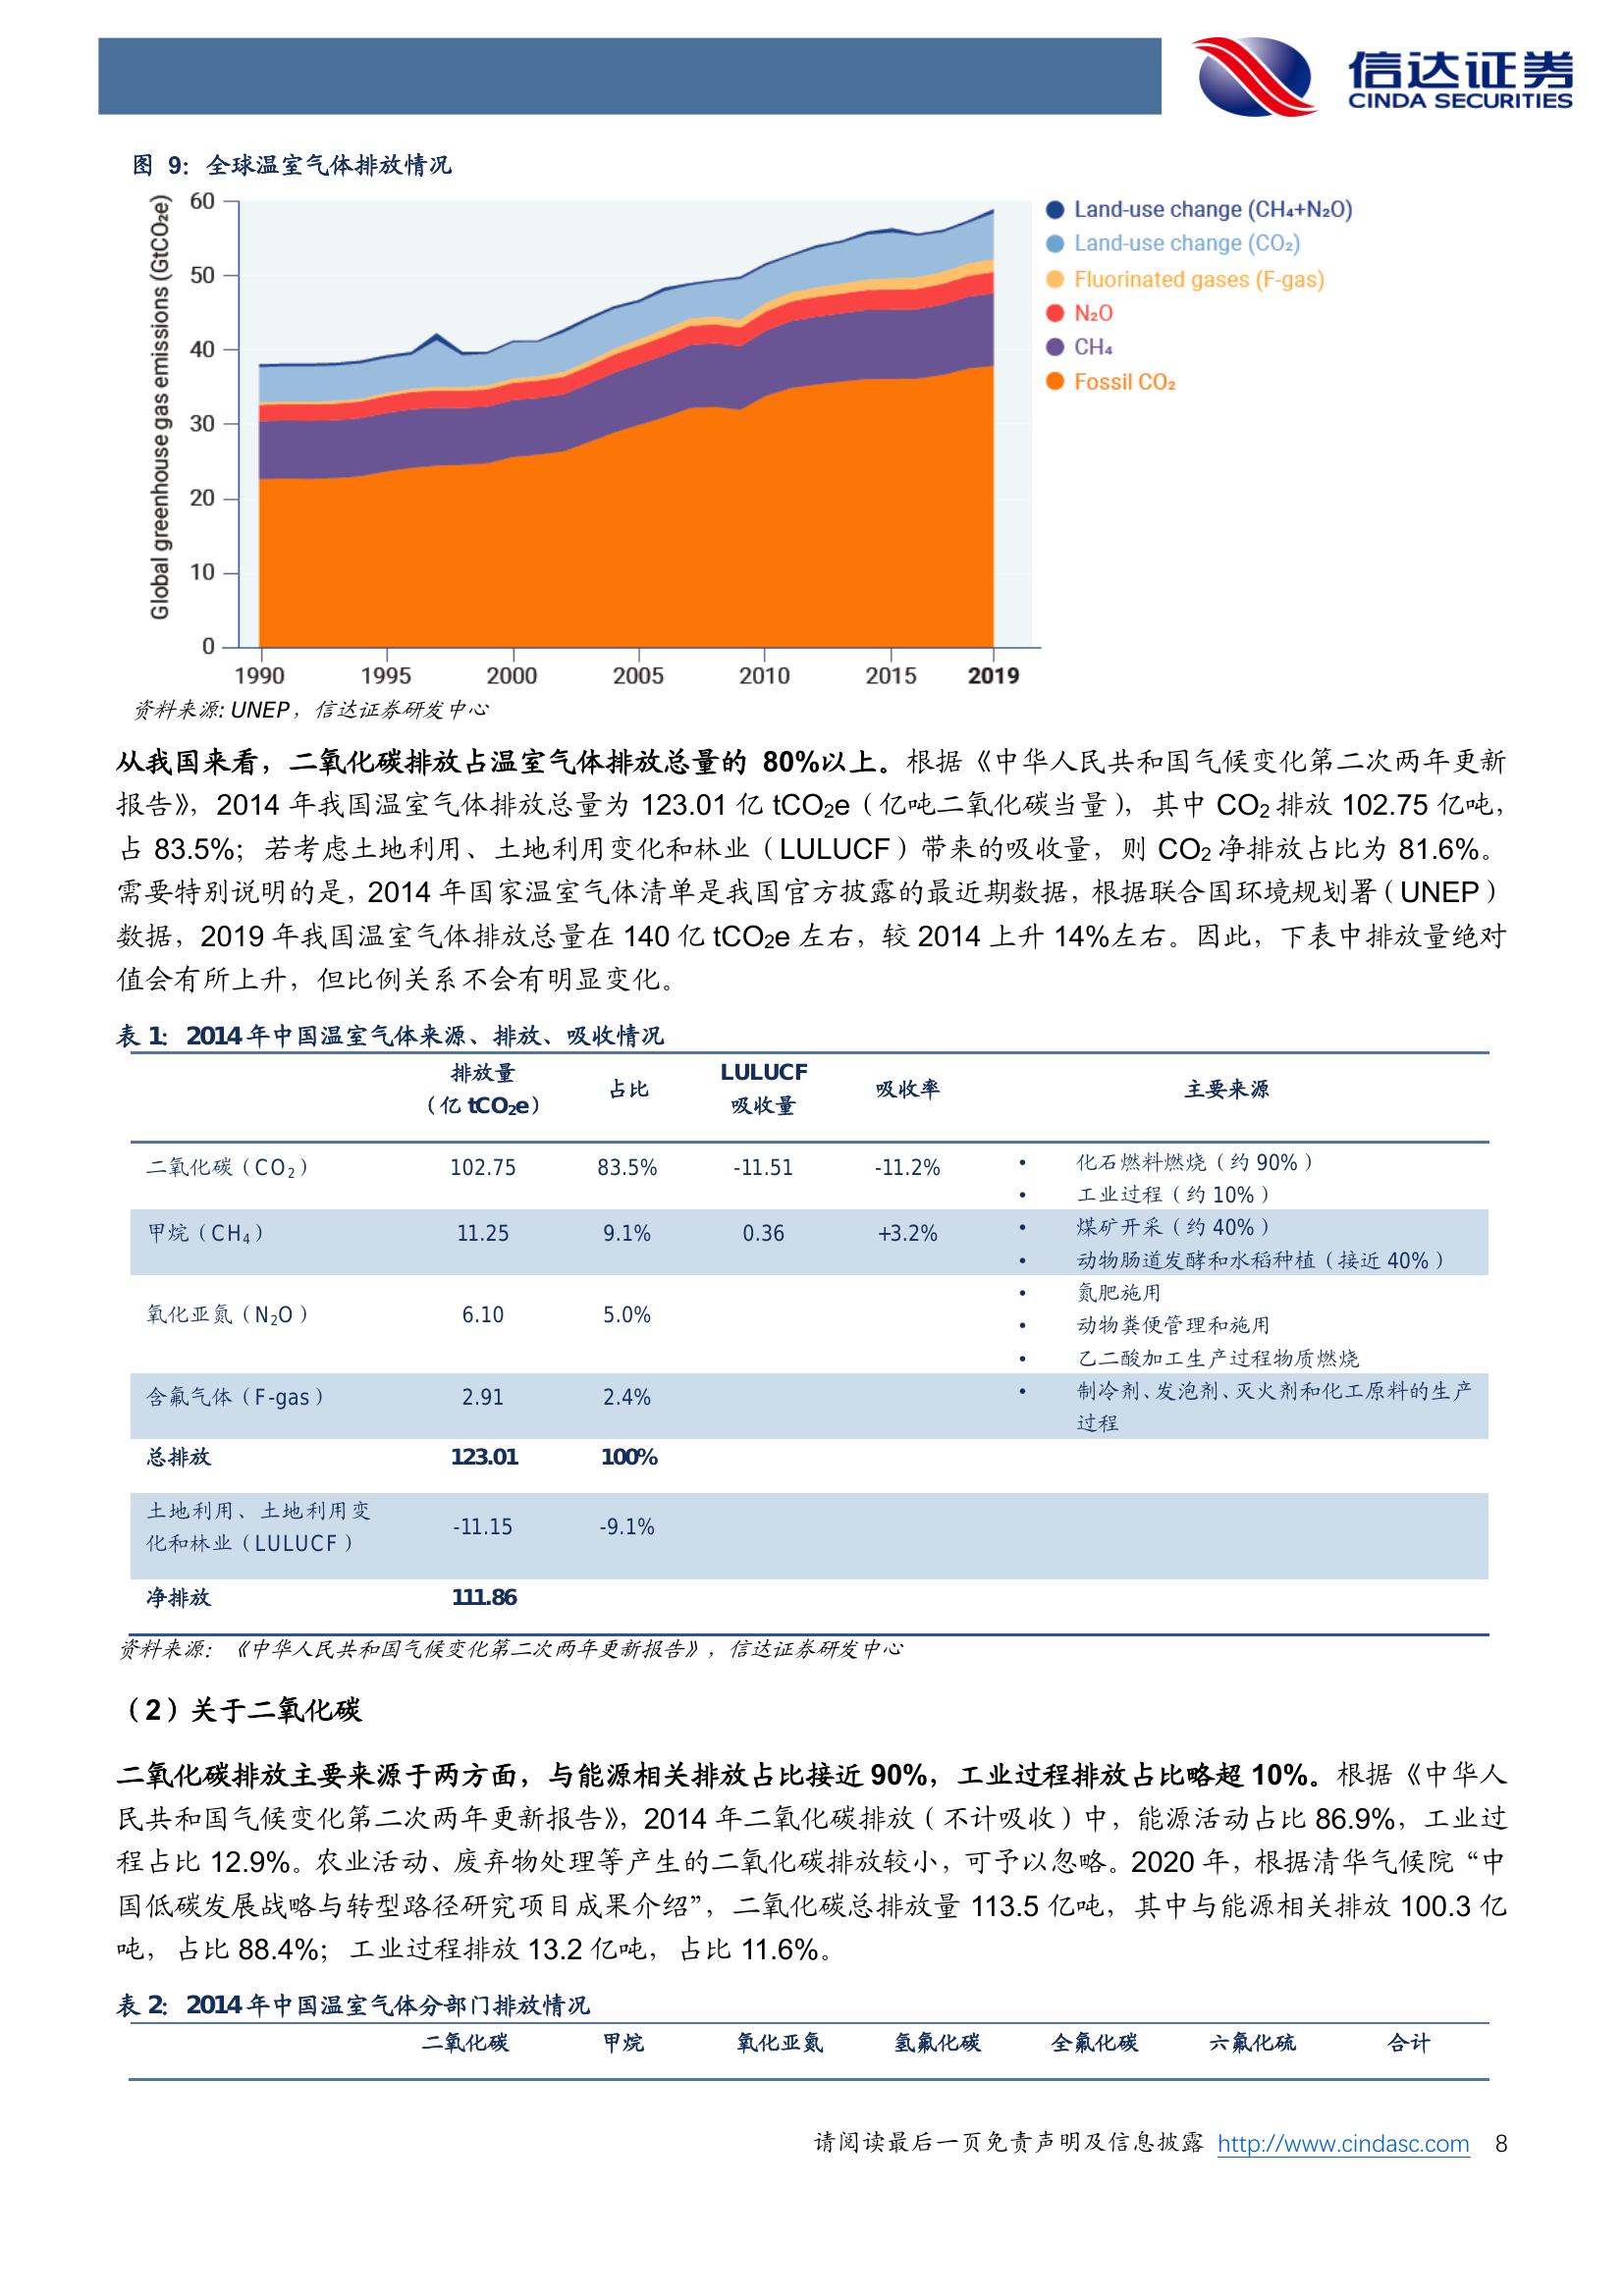 信达证券
CINDA SECURITIES
图 9：全球温室气体排放情况
Global greenhouse gas emissions (GtCO₂e)
60
50
40
30
20
10
0
1990 1995 2000 2005 2010 2015 2019
Land-use change (CH₄+N₂O)
Land-use change (CO₂)
Fluorinated gases (F-gas)
N₂O
CH₄
Fossil CO₂
资料来源: UNEP，信达证券研发中心
从我国来看，二氧化碳排放占温室气体排放总量的 80%以上。根据《中华人民共和国气候变化第二次两年更新
报告》，2014 年我国温室气体排放总量为 123.01 亿 tCO₂e（亿吨二氧化碳当量），其中 CO₂ 排放 102.75 亿吨，
占 83.5%；若考虑土地利用、土地利用变化和林业（LULUCF）带来的吸收量，则 CO₂ 净排放占比为 81.6%。
需要特别说明的是，2014 年国家温室气体清单是我国官方披露的最近期数据，根据联合国环境规划署（UNEP）
数据，2019 年我国温室气体排放总量在 140 亿 tCO₂e 左右，较 2014 上升 14%左右。因此，下表中排放量绝对
值会有所上升，但比例关系不会有明显变化。
表 1：2014 年中国温室气体来源、排放、吸收情况
排放量
（亿 tCO₂e） 占比 LULUCF
吸收量 吸收率 主要来源
二氧化碳（CO₂） 102.75 83.5% -11.51 -11.2% • 化石燃料燃烧（约 90%）
• 工业过程（约 10%）
甲烷（CH₄） 11.25 9.1% 0.36 +3.2% • 煤矿开采（约 40%）
• 动物肠道发酵和水稻种植（接近 40%）
氧化亚氮（N₂O） 6.10 5.0% • 氮肥施用
• 动物粪便管理和施用
• 乙二酸加工生产过程物质燃烧
含氟气体（F-gas） 2.91 2.4% • 制冷剂、发泡剂、灭火剂和化工原料的生产
过程
总排放 123.01 100%
土地利用、土地利用变
化和林业（LULUCF） -11.15 -9.1%
净排放 111.86
资料来源：《中华人民共和国气候变化第二次两年更新报告》，信达证券研发中心
（2）关于二氧化碳
二氧化碳排放主要来源于两方面，与能源相关排放占比接近 90%，工业过程排放占比略超 10%。根据《中华人
民共和国气候变化第二次两年更新报告》，2014 年二氧化碳排放（不计吸收）中，能源活动占比 86.9%，工业过
程占比 12.9%。农业活动、废弃物处理等产生的二氧化碳排放较小，可予以忽略。2020 年，根据清华气候院“中
国低碳发展战略与转型路径研究项目成果介绍”，二氧化碳总排放量 113.5 亿吨，其中与能源相关排放 100.3 亿
吨，占比 88.4%；工业过程排放 13.2 亿吨，占比 11.6%。
表 2：2014 年中国温室气体分部门排放情况
二氧化碳 甲烷 氧化亚氮 氢氟化碳 全氟化碳 六氟化硫 合计
请阅读最后一页免责声明及信息披露 http://www.cindasc.com 8